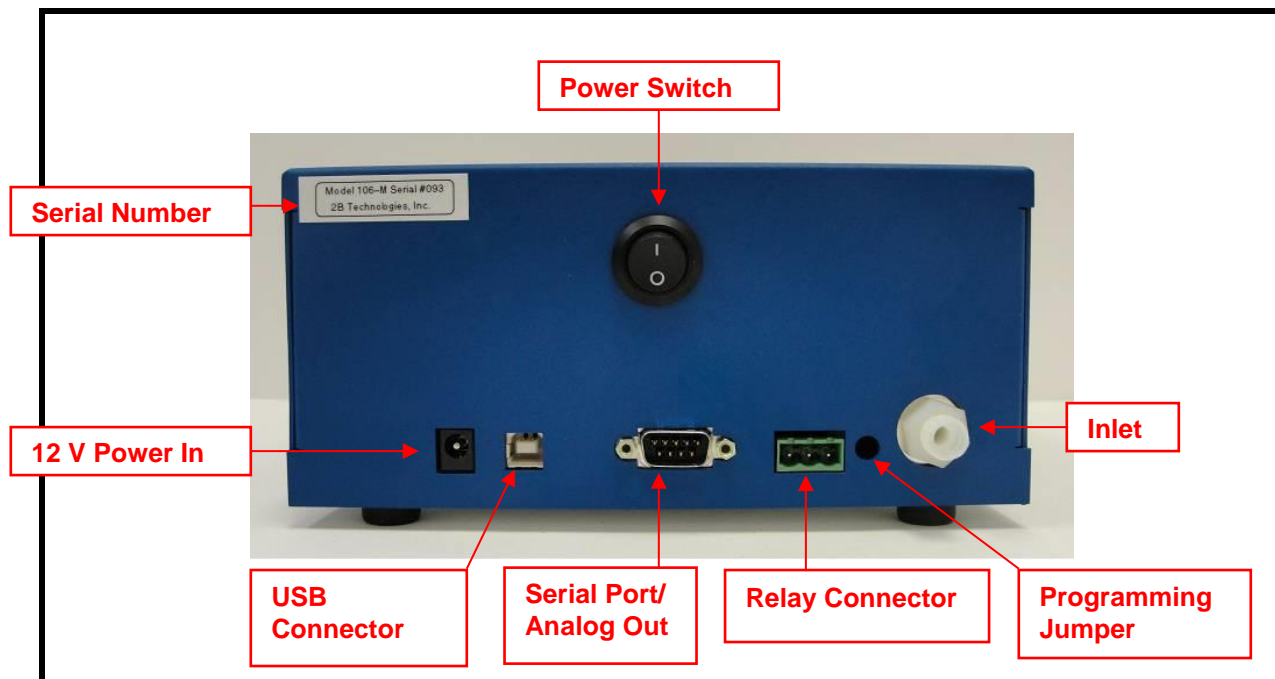 Power Switch
Model 106-M Serial #093
2B Technologies, Inc.
Serial Number
I
O
12 V Power In
Inlet
USB
Connector
Serial Port/
Analog Out
Relay Connector
Programming
Jumper